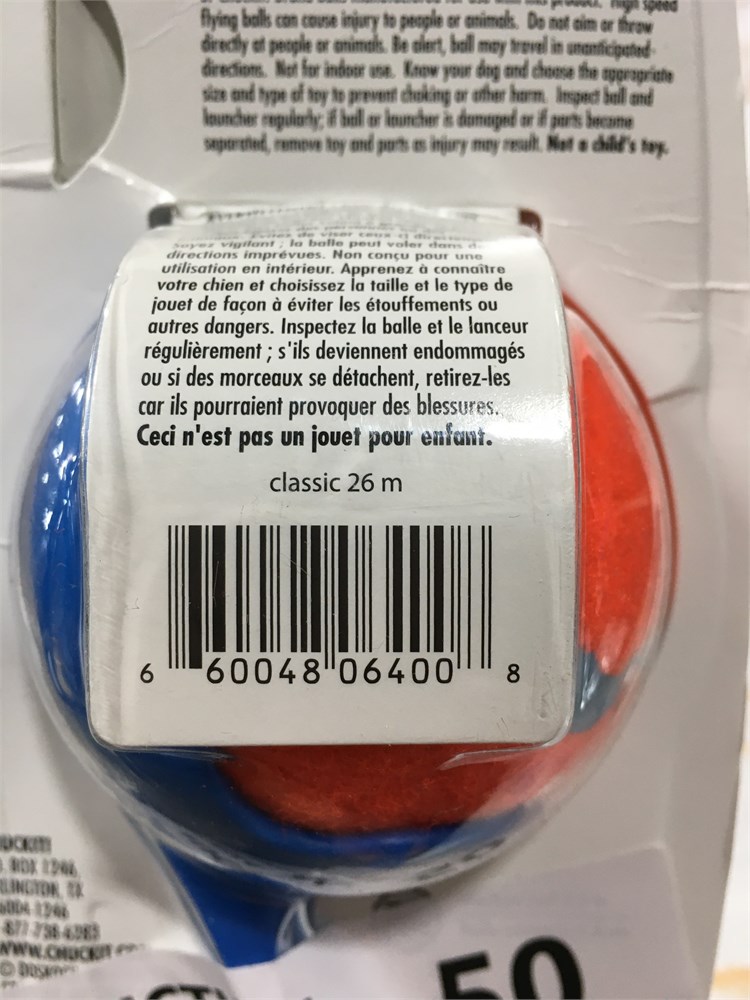 High speed
flying balls can cause injury to people or animals. Do not aim or throw
directly at people or animals. Be alert, ball may travel in unanticipated
directions. Not for indoor use. Know your dog and choose the appropriate
size and type of toy to prevent choking or other harm. Inspect ball and
launcher regularly; if ball or launcher is damaged or if parts become
separated, remove toy and parts as injury may result. Not a child's toy.
Soyez vigilant ; la balle peut voler dans
directions imprévues. Non conçu pour une
utilisation en intérieur. Apprenez à connaître
votre chien et choisissez la taille et le type de
jouet de façon à éviter les étouffements ou
autres dangers. Inspectez la balle et le lanceur
régulièrement ; s'ils deviennent endommagés
ou si des morceaux se détachent, retirez-les
car ils pourraient provoquer des blessures.
Ceci n'est pas un jouet pour enfant.
classic 26 m
6 60048 06400 8
BOX 1246,
TX
WWW.CHUCKIT
50